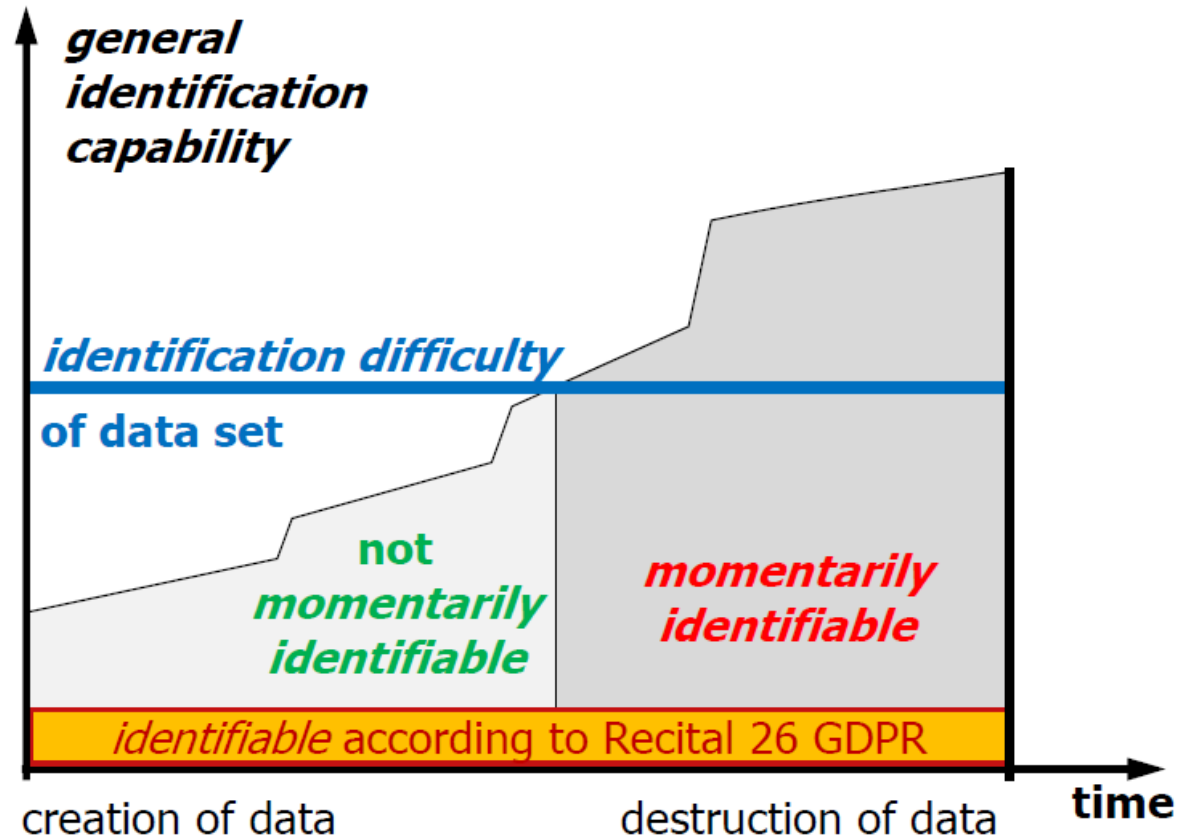 general
identification
capability
identification difficulty
of data set
not
momentarily
identifiable
momentarily
identifiable
identifiable according to Recital 26 GDPR
creation of data
destruction of data
time